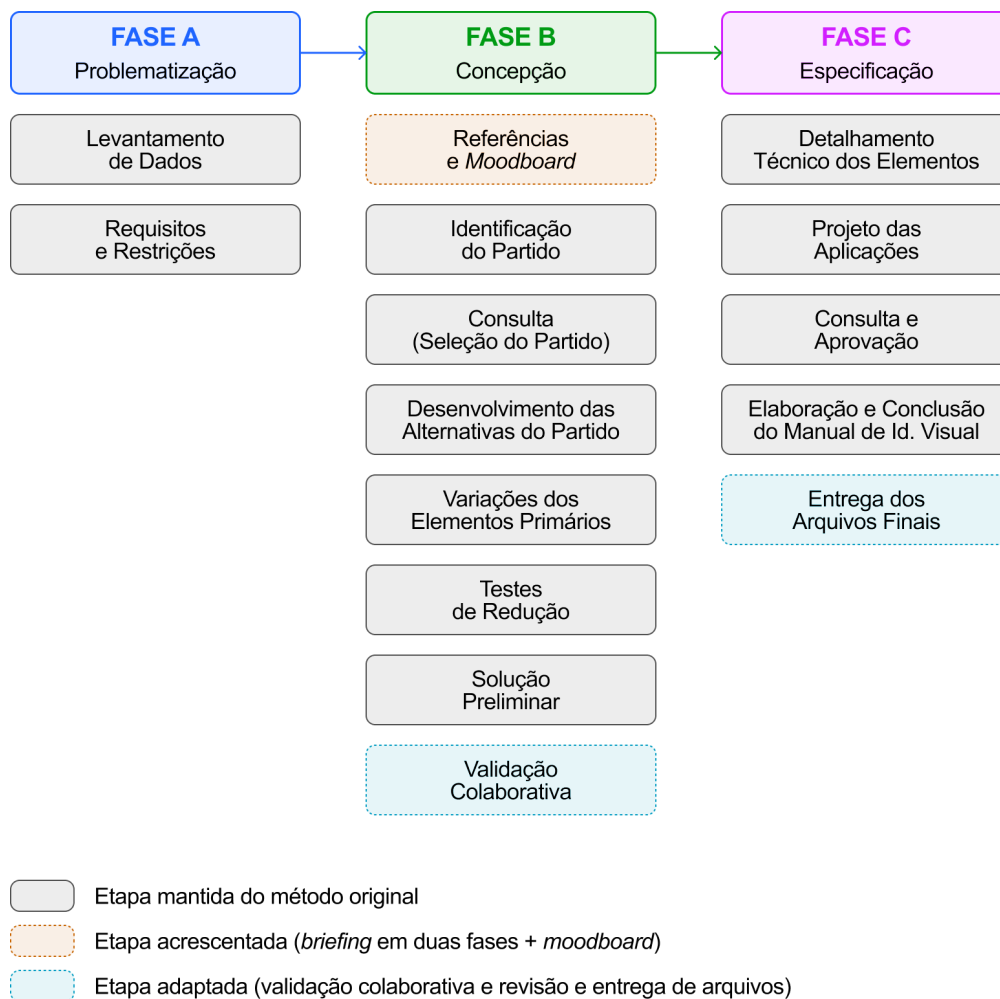 FASE A
Problematização
Levantamento
de Dados
Requisitos
e Restrições
FASE B
Concepção
Referências
e Moodboard
Identificação
do Partido
Consulta
(Seleção do Partido)
Desenvolvimento das
Alternativas do Partido
Variações dos
Elementos Primários
Testes
de Redução
Solução
Preliminar
Validação
Colaborativa
FASE C
Especificação
Detalhamento
Técnico dos Elementos
Projeto das
Aplicações
Consulta e
Aprovação
Elaboração e Conclusão
do Manual de Id. Visual
Entrega dos
Arquivos Finais
Etapa mantida do método original
Etapa acrescentada (briefing em duas fases + moodboard)
Etapa adaptada (validação colaborativa e revisão e entrega de arquivos)